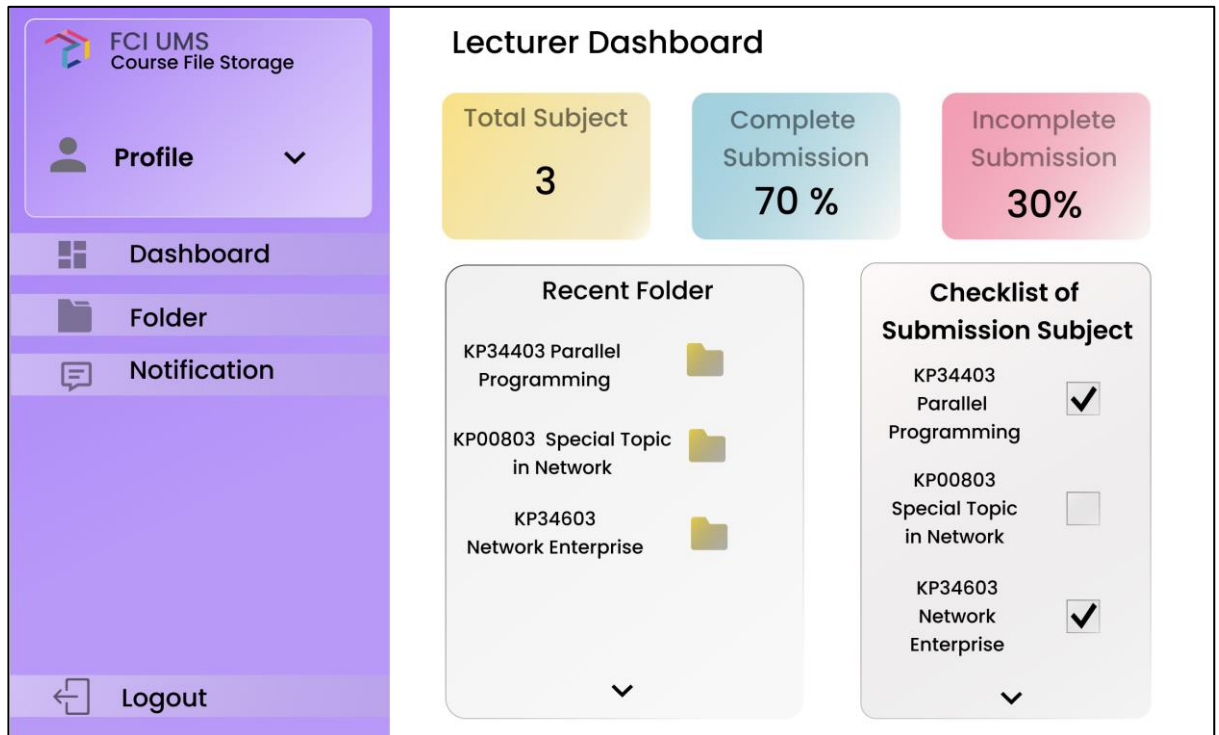 FCI UMS
Course File Storage
Profile
Dashboard
Folder
Notification
Logout
Lecturer Dashboard
Total Subject
3
Complete
Submission
70 %
Incomplete
Submission
30%
Recent Folder
KP34403 Parallel
Programming
KP00803 Special Topic
in Network
KP34603
Network Enterprise
Checklist of
Submission Subject
KP34403
Parallel
Programming
KP00803
Special Topic
in Network
KP34603
Network
Enterprise